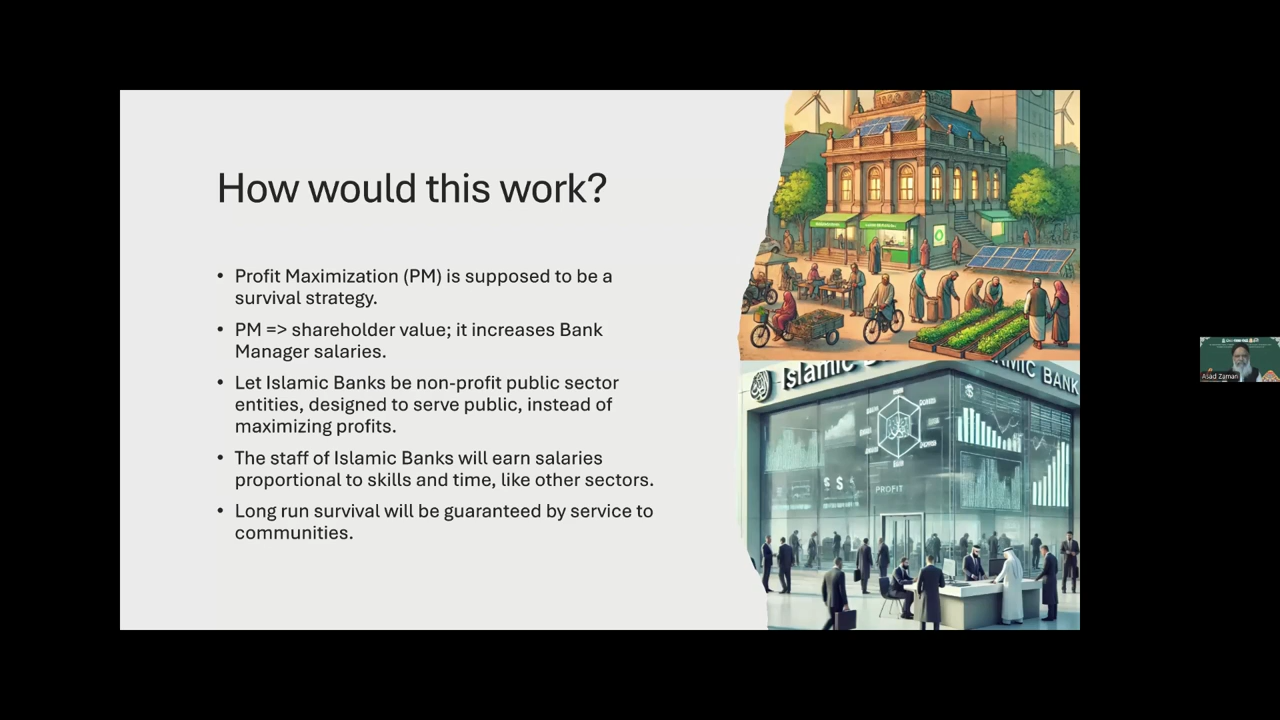 How would this work?
• Profit Maximization (PM) is supposed to be a
survival strategy.
• PM => shareholder value; it increases Bank
Manager salaries.
• Let Islamic Banks be non-profit public sector
entities, designed to serve public, instead of
maximizing profits.
• The staff of Islamic Banks will earn salaries
proportional to skills and time, like other sectors.
• Long run survival will be guaranteed by service to
communities.
Islamic B
AMIC BANK
$
$ $
PROFIT
Asad Zaman